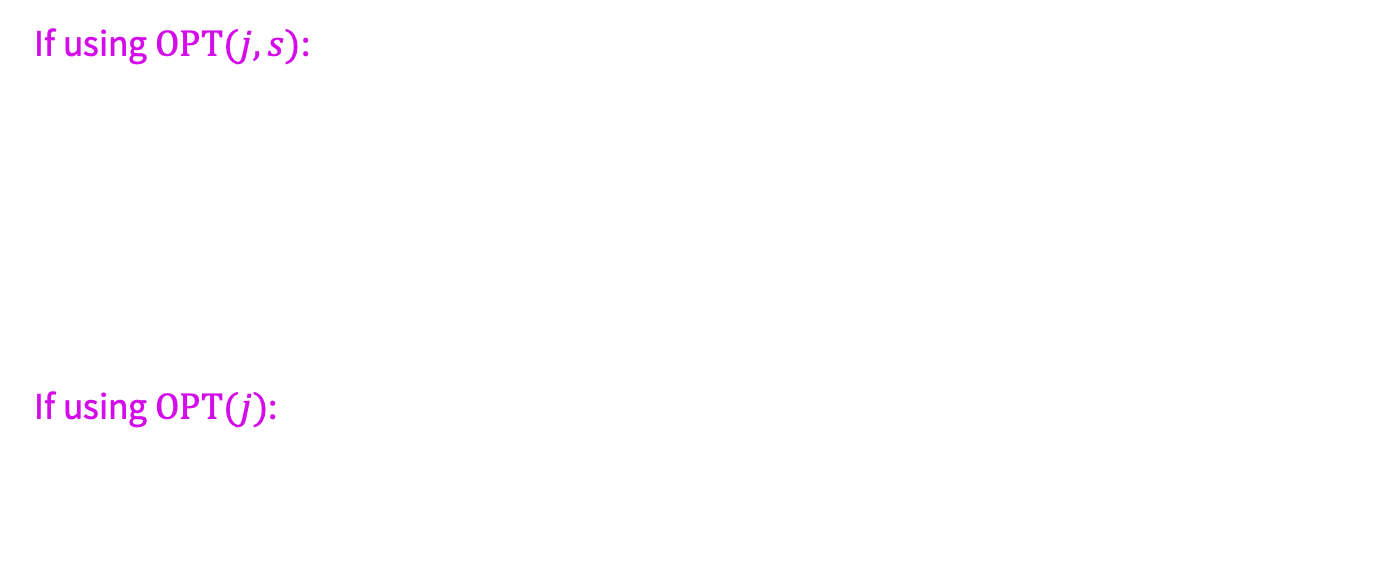 If using OPT(j, s):
If using OPT(j):